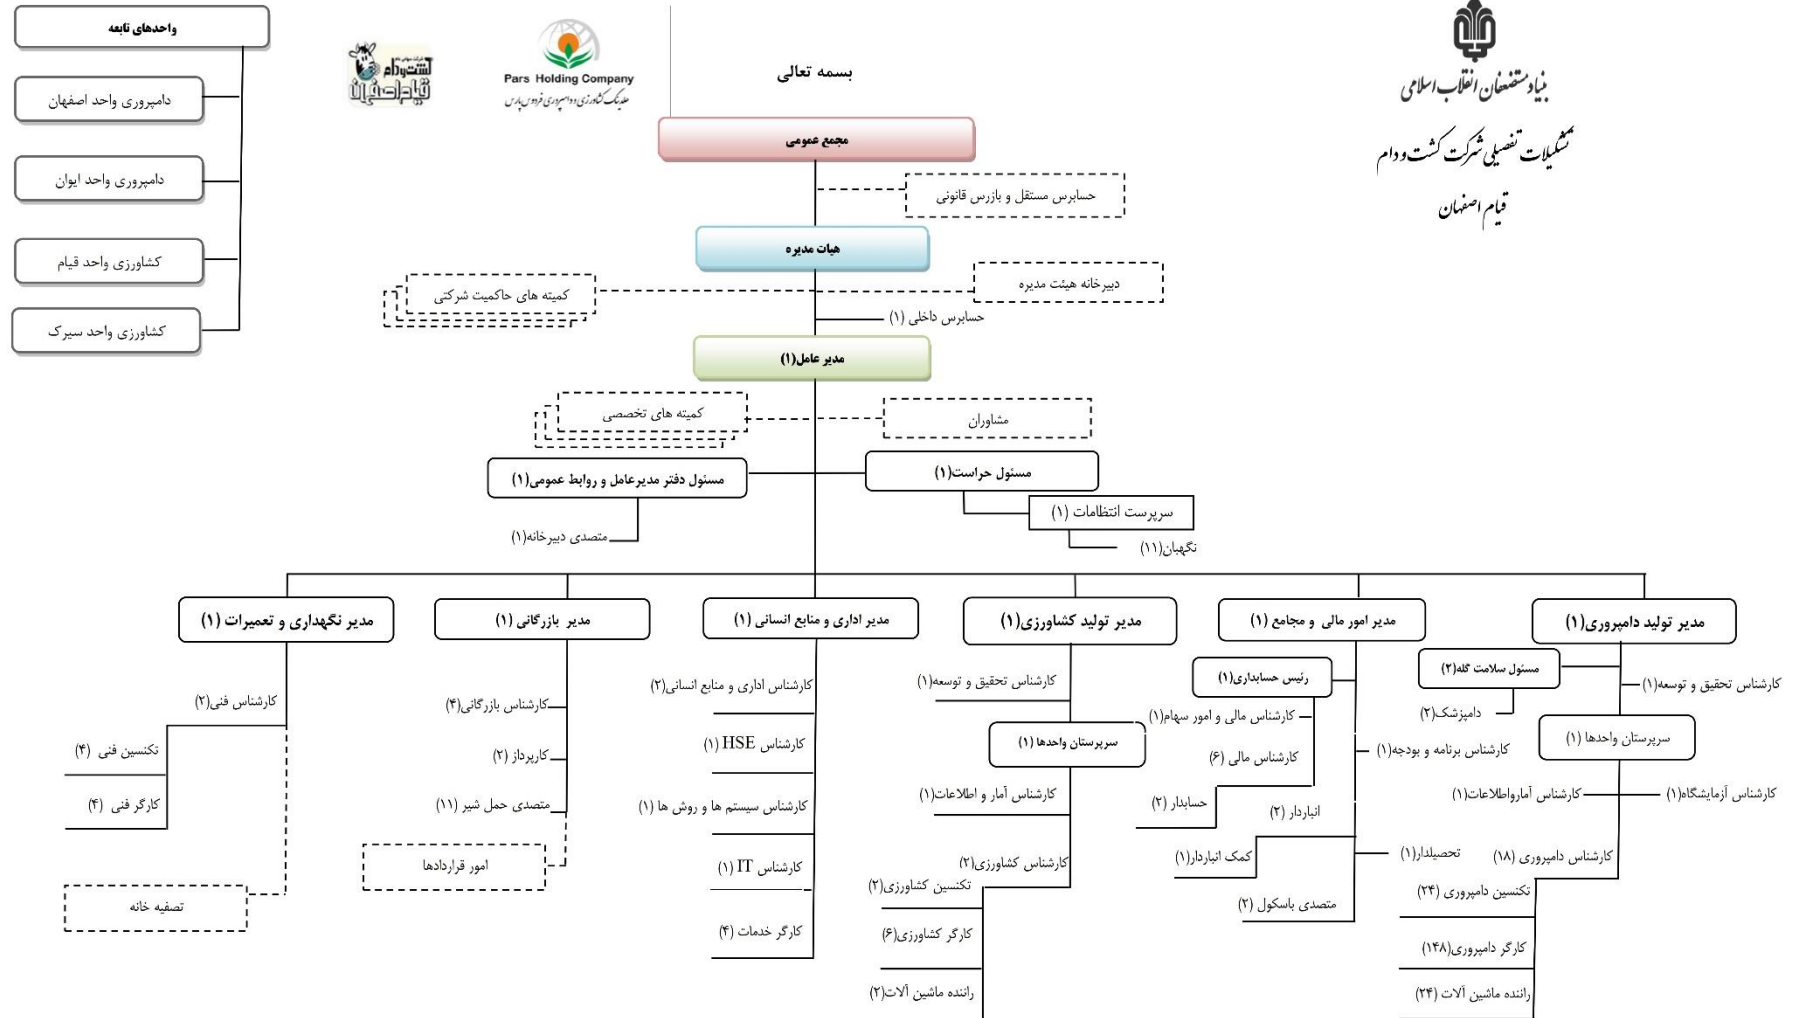 بسمه تعالی
بنیاد مستضعفان انقلاب اسلامی
تشکیلات تفصیلی شرکت کشت و دام
قیام اصفهان
Pars Holding Company
هلدینگ کشاورزی و دامپروری فردوس پارس
کشت و دام
قیام اصفهان
واحدهای تابعه
دامپروری واحد اصفهان
دامپروری واحد ایوان
کشاورزی واحد قیام
کشاورزی واحد سیرک
مجمع عمومی
حسابرس مستقل و بازرس قانونی
هیات مدیره
دبیرخانه هیئت مدیره
کمیته های حاکمیت شرکتی
حسابرس داخلی (۱)
مدیر عامل(۱)
مشاوران
کمیته های تخصصی
مسئول حراست(۱)
مسئول دفتر مدیرعامل و روابط عمومی(۱)
سرپرست انتظامات (۱)
نگهبان(۱۱)
متصدی دبیرخانه(۱)
مدیر تولید دامپروری(۱)
مسئول سلامت گله(۲)
کارشناس تحقیق و توسعه(۱)
دامپزشک(۲)
سرپرستان واحدها (۱)
کارشناس آزمایشگاه(۱)
کارشناس آمارواطلاعات(۱)
کارشناس دامپروری (۱۸)
تکنسین دامپروری (۲۴)
کارگر دامپروری(۱۴۸)
راننده ماشین آلات (۲۴)
مدیر امور مالی و مجامع (۱)
رئیس حسابداری(۱)
کارشناس مالی و امور سهام(۱)
کارشناس برنامه و بودجه(۱)
کارشناس مالی (۶)
حسابدار (۲)
انباردار (۲)
تحصیلدار(۱)
کمک انباردار(۱)
متصدی باسکول (۲)
مدیر تولید کشاورزی(۱)
کارشناس تحقیق و توسعه(۱)
سرپرستان واحدها (۱)
کارشناس آمار و اطلاعات(۱)
کارشناس کشاورزی(۲)
تکنسین کشاورزی(۲)
کارگر کشاورزی(۶)
راننده ماشین آلات(۲)
مدیر اداری و منابع انسانی (۱)
کارشناس اداری و منابع انسانی(۲)
کارشناس HSE (۱)
کارشناس سیستم ها و روش ها (۱)
کارشناس IT (۱)
کارگر خدمات (۴)
مدیر بازرگانی (۱)
کارشناس بازرگانی(۴)
کارپرداز (۲)
متصدی حمل شیر (۱۱)
امور قراردادها
مدیر نگهداری و تعمیرات (۱)
کارشناس فنی(۲)
تکنسین فنی (۴)
کارگر فنی (۴)
تصفیه خانه